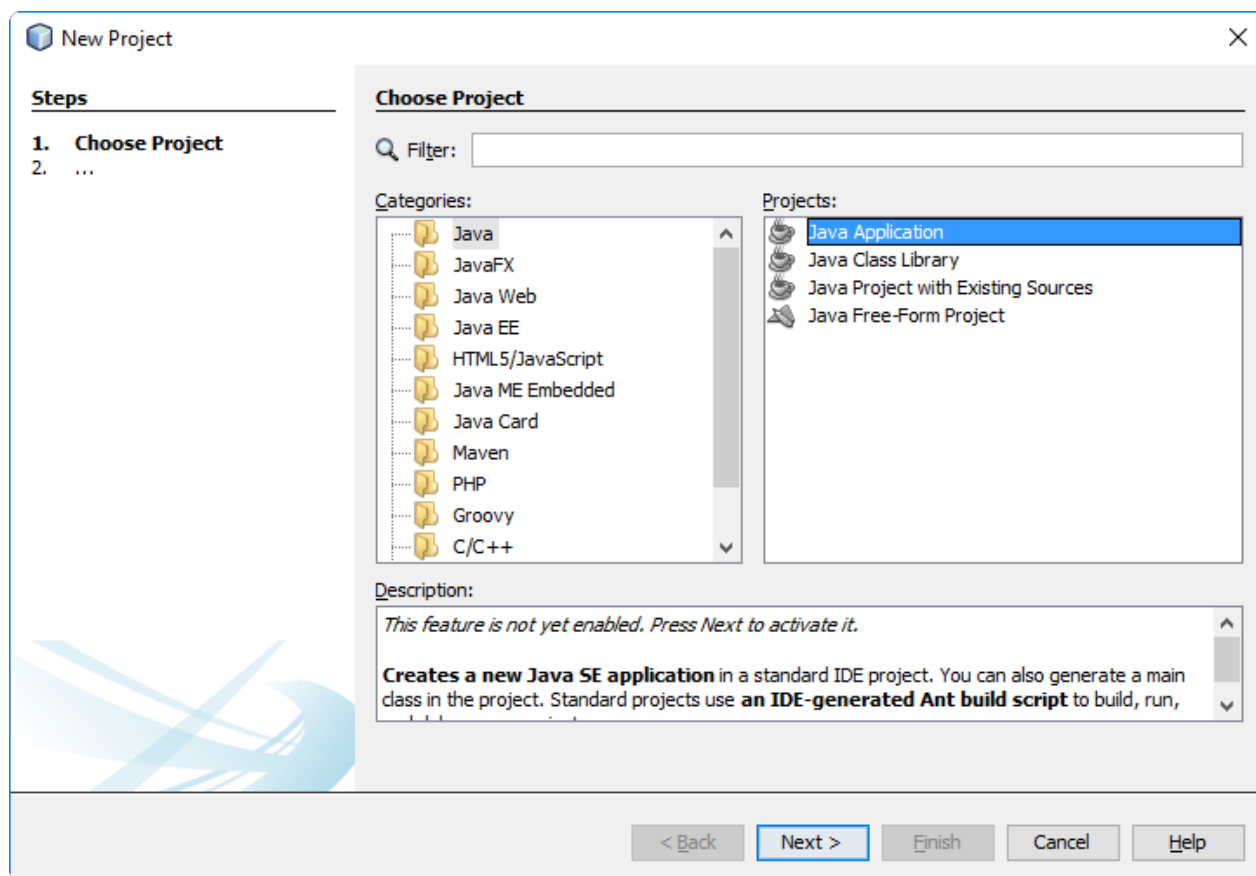 New Project
Steps
1. Choose Project
2. ...
Choose Project
Filter:
Categories:
Java
JavaFX
Java Web
Java EE
HTML5/JavaScript
Java ME Embedded
Java Card
Maven
PHP
Groovy
C/C++
Projects:
Java Application
Java Class Library
Java Project with Existing Sources
Java Free-Form Project
Description:
This feature is not yet enabled. Press Next to activate it.
Creates a new Java SE application in a standard IDE project. You can also generate a main
class in the project. Standard projects use an IDE-generated Ant build script to build, run,
< Back
Next >
Finish
Cancel
Help